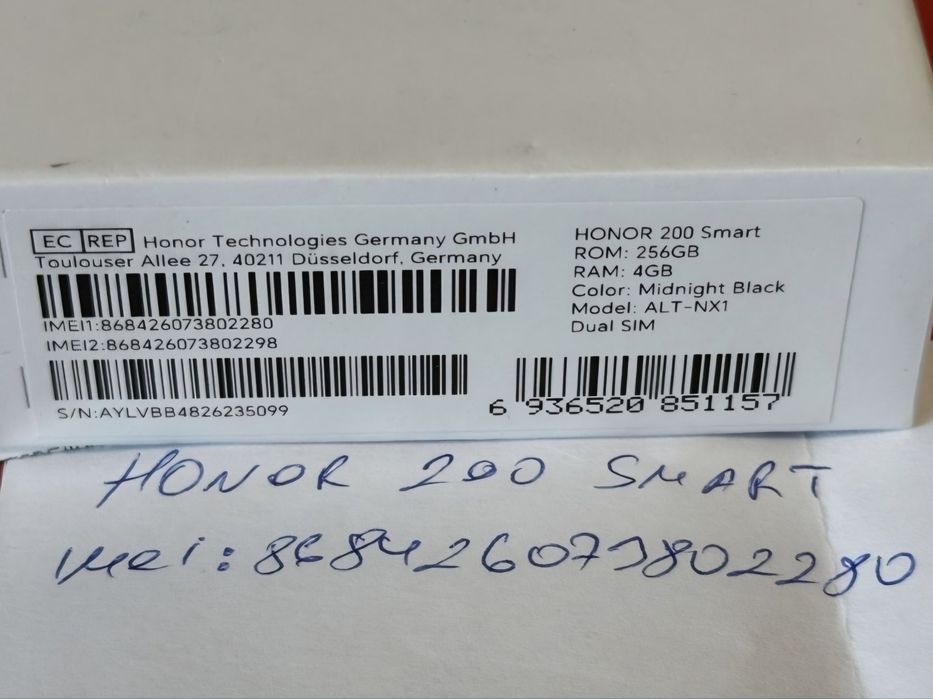 EC REP Honor Technologies Germany GmbH
Toulouser Allee 27, 40211 Düsseldorf, Germany
IMEI1:868426073802280
IMEI2:868426073802298
S/N:AYLVBB4826235099
HONOR 200 Smart
ROM: 256GB
RAM: 4GB
Color: Midnight Black
Model: ALT-NX1
Dual SIM
6 936520 851157
HONOR 200 SMART
imei: 868426073802280